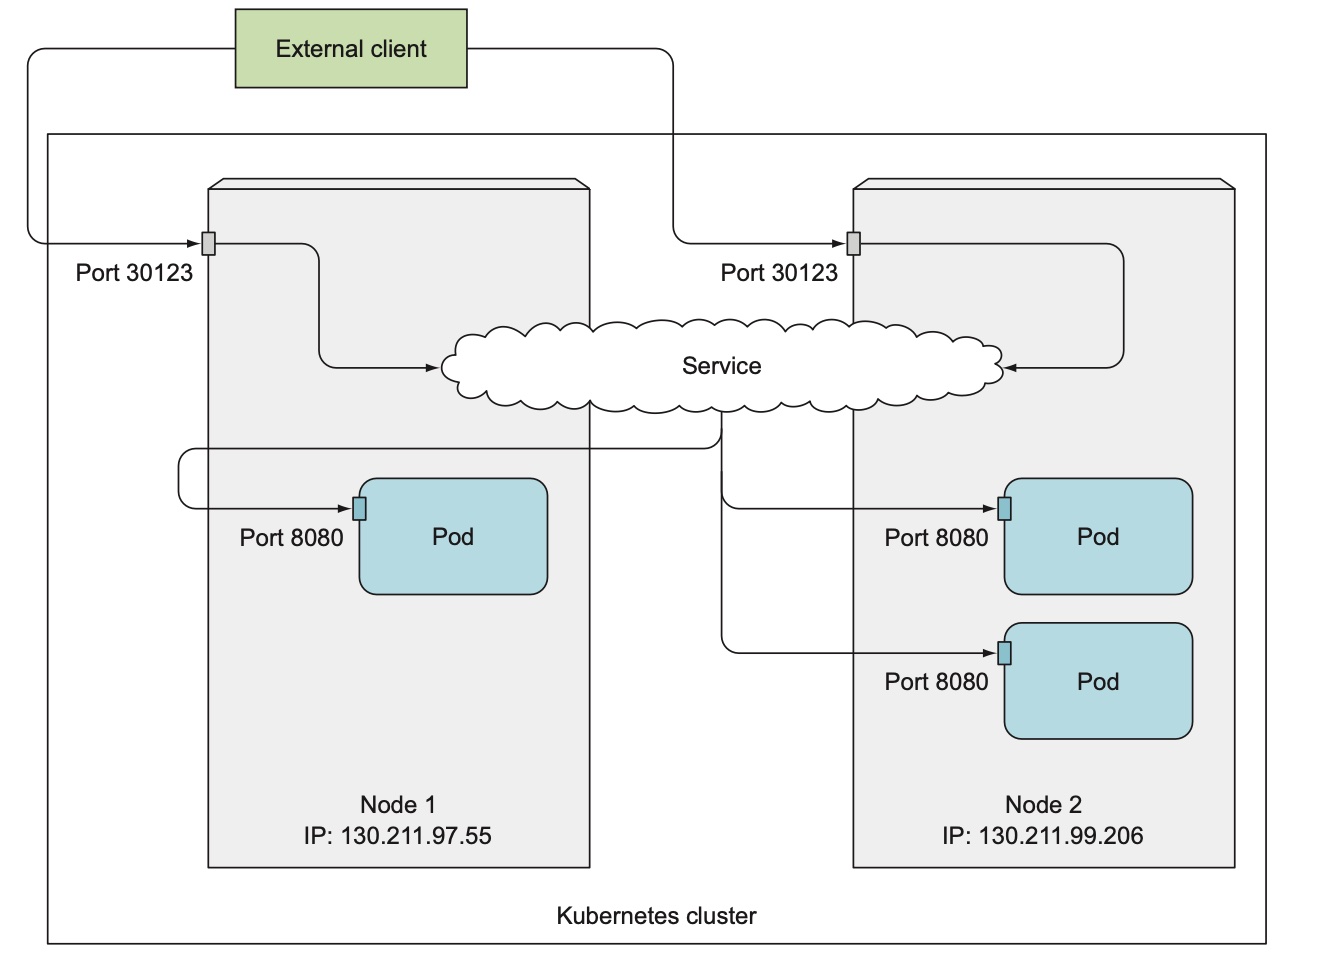 External client
Port 30123
Port 30123
Service
Port 8080
Pod
Port 8080
Pod
Port 8080
Pod
Node 1
IP: 130.211.97.55
Node 2
IP: 130.211.99.206
Kubernetes cluster